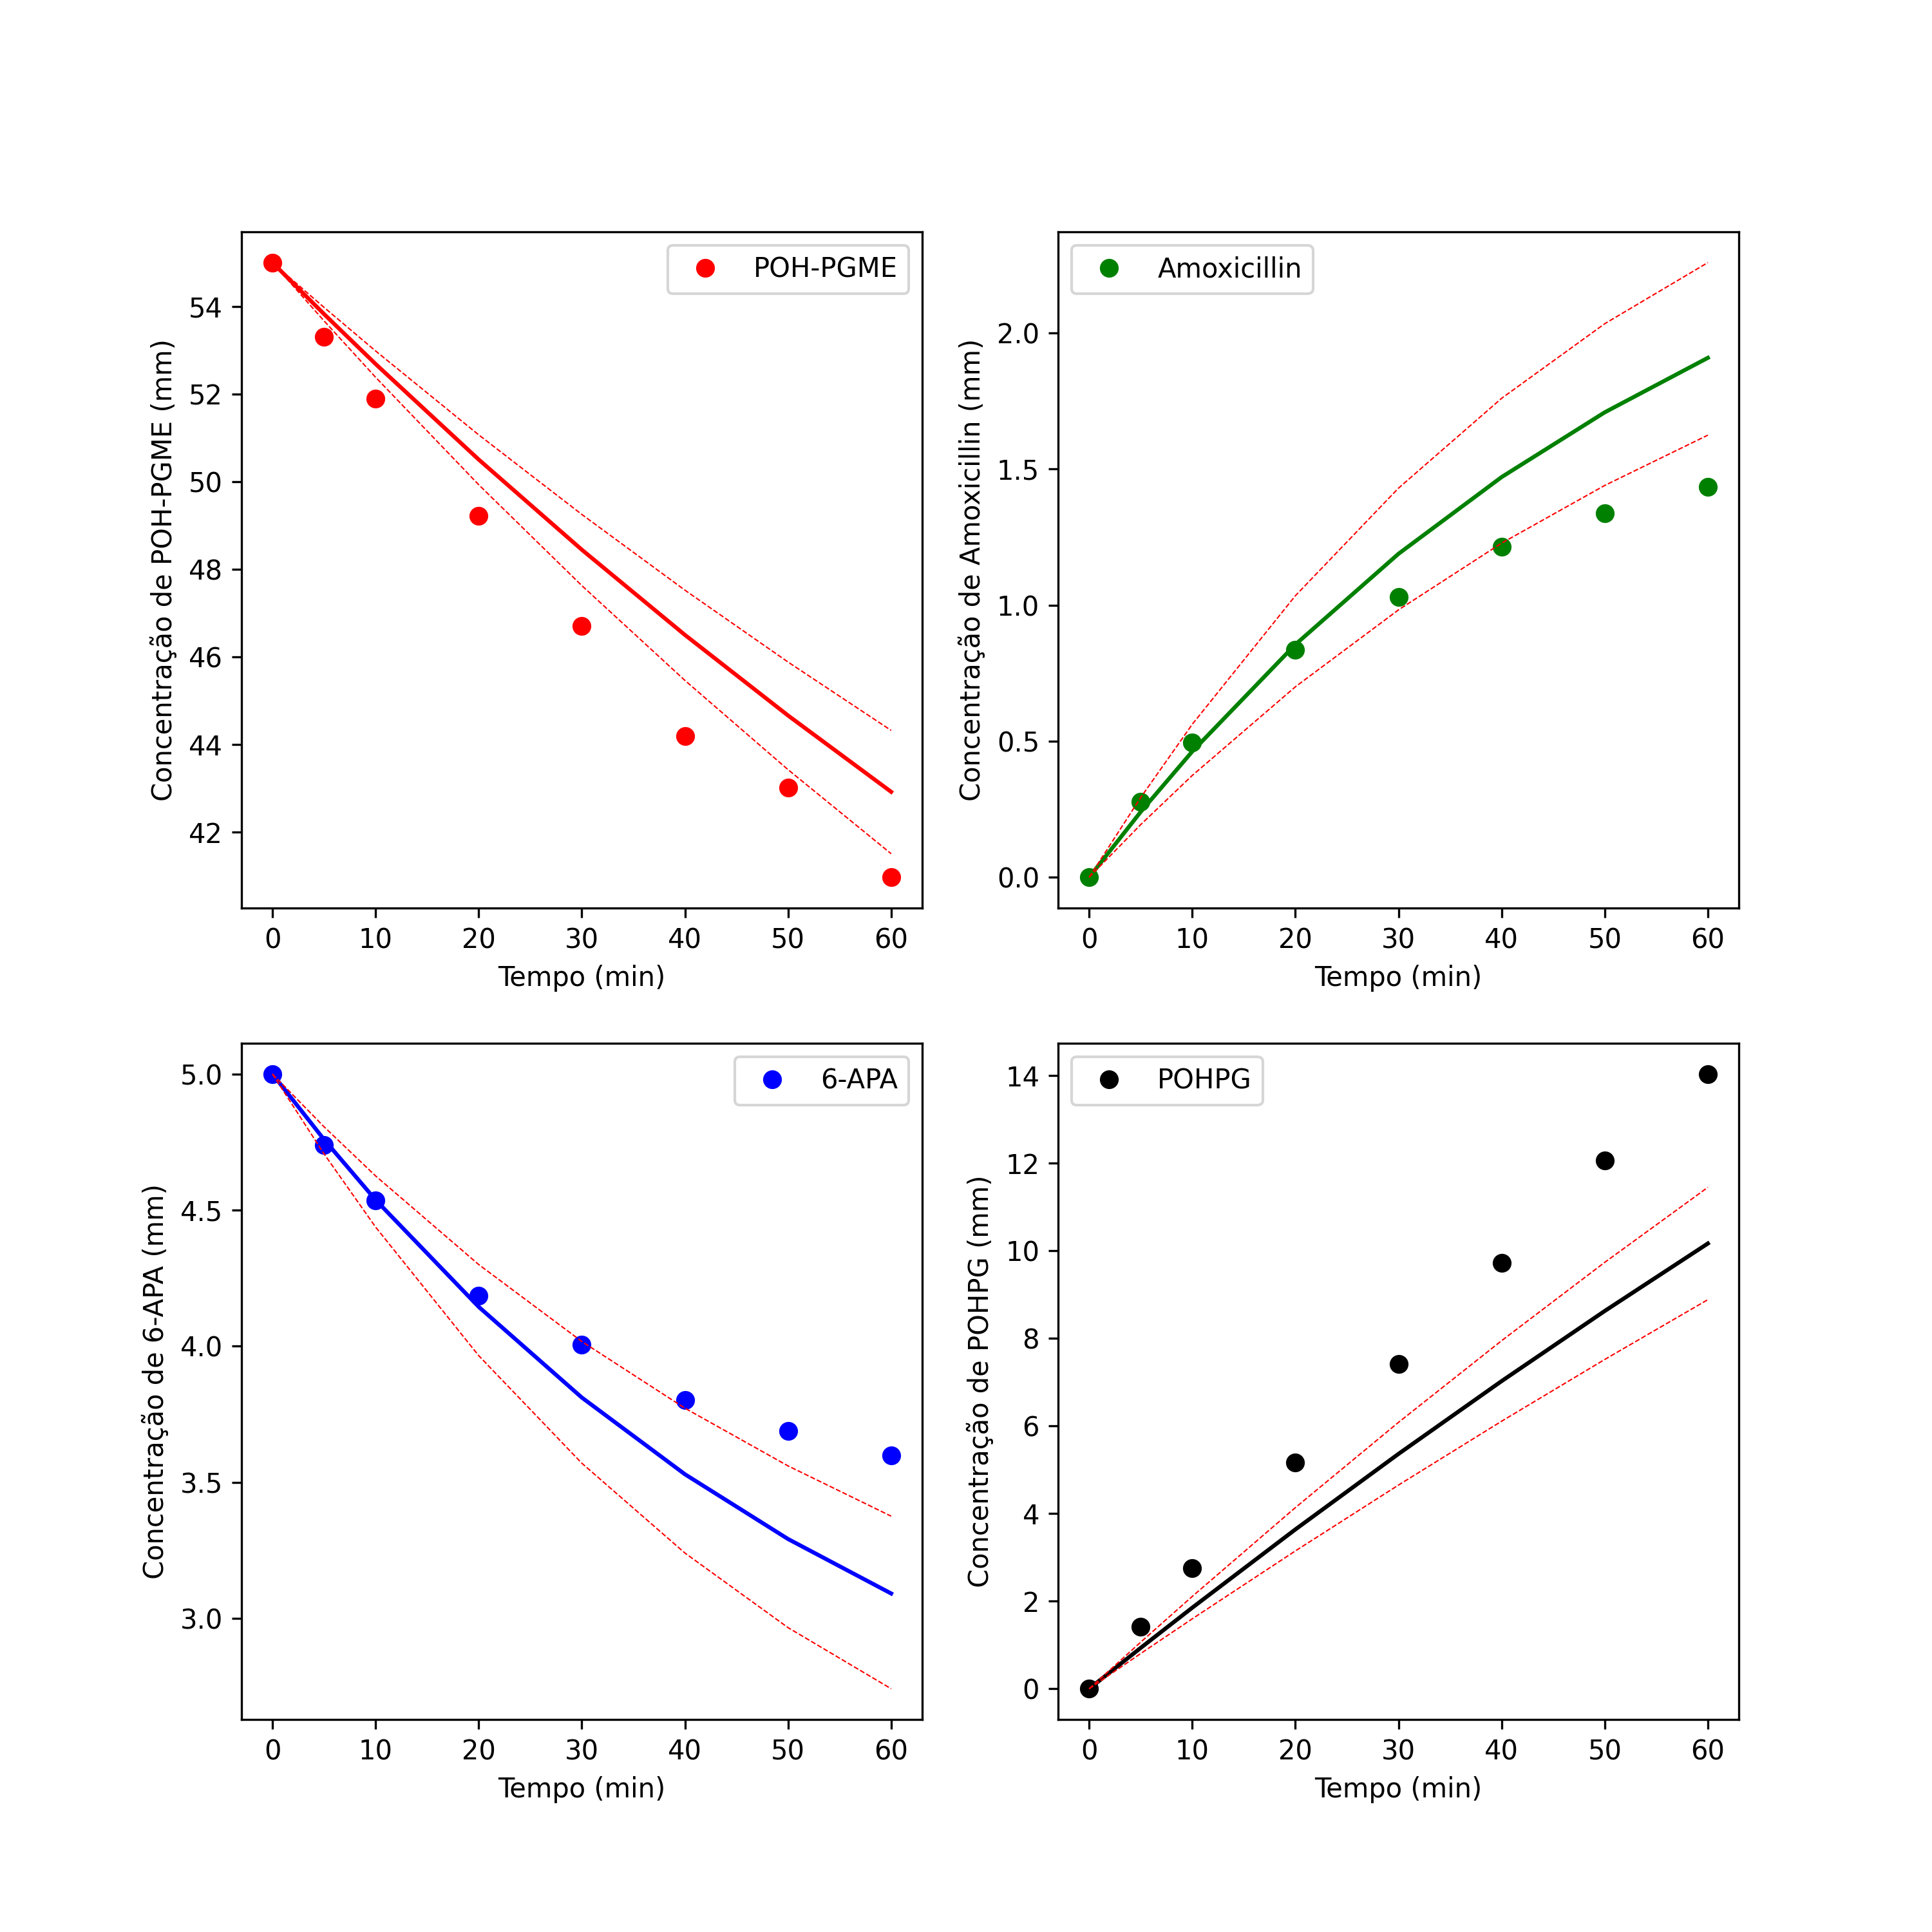 POH-PGME
Concentração de POH-PGME (mm)
54
52
50
48
46
44
42
0 10 20 30 40 50 60
Tempo (min)
Amoxicillin
Concentração de Amoxicillin (mm)
2.0
1.5
1.0
0.5
0.0
0 10 20 30 40 50 60
Tempo (min)
6-APA
Concentração de 6-APA (mm)
5.0
4.5
4.0
3.5
3.0
0 10 20 30 40 50 60
Tempo (min)
POHPG
Concentração de POHPG (mm)
14
12
10
8
6
4
2
0
0 10 20 30 40 50 60
Tempo (min)